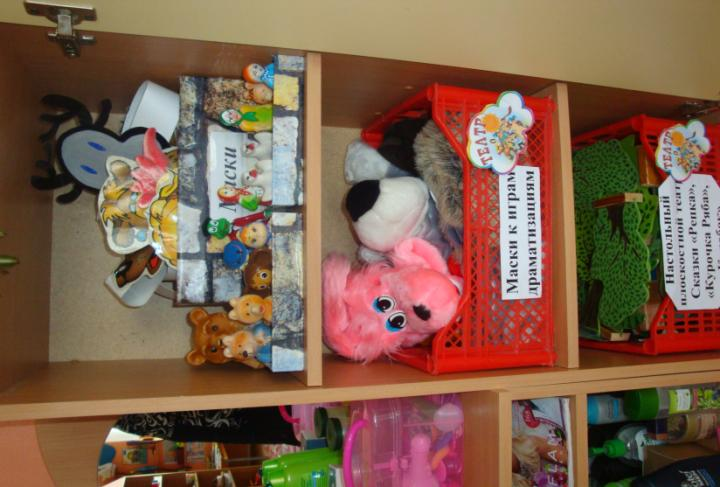 Маски
ТЕАТР
Маски к играм
драматизациям
ТЕАТР
Настольный
плоскостной театр
Сказки «Репка»,
«Курочка Ряба»,